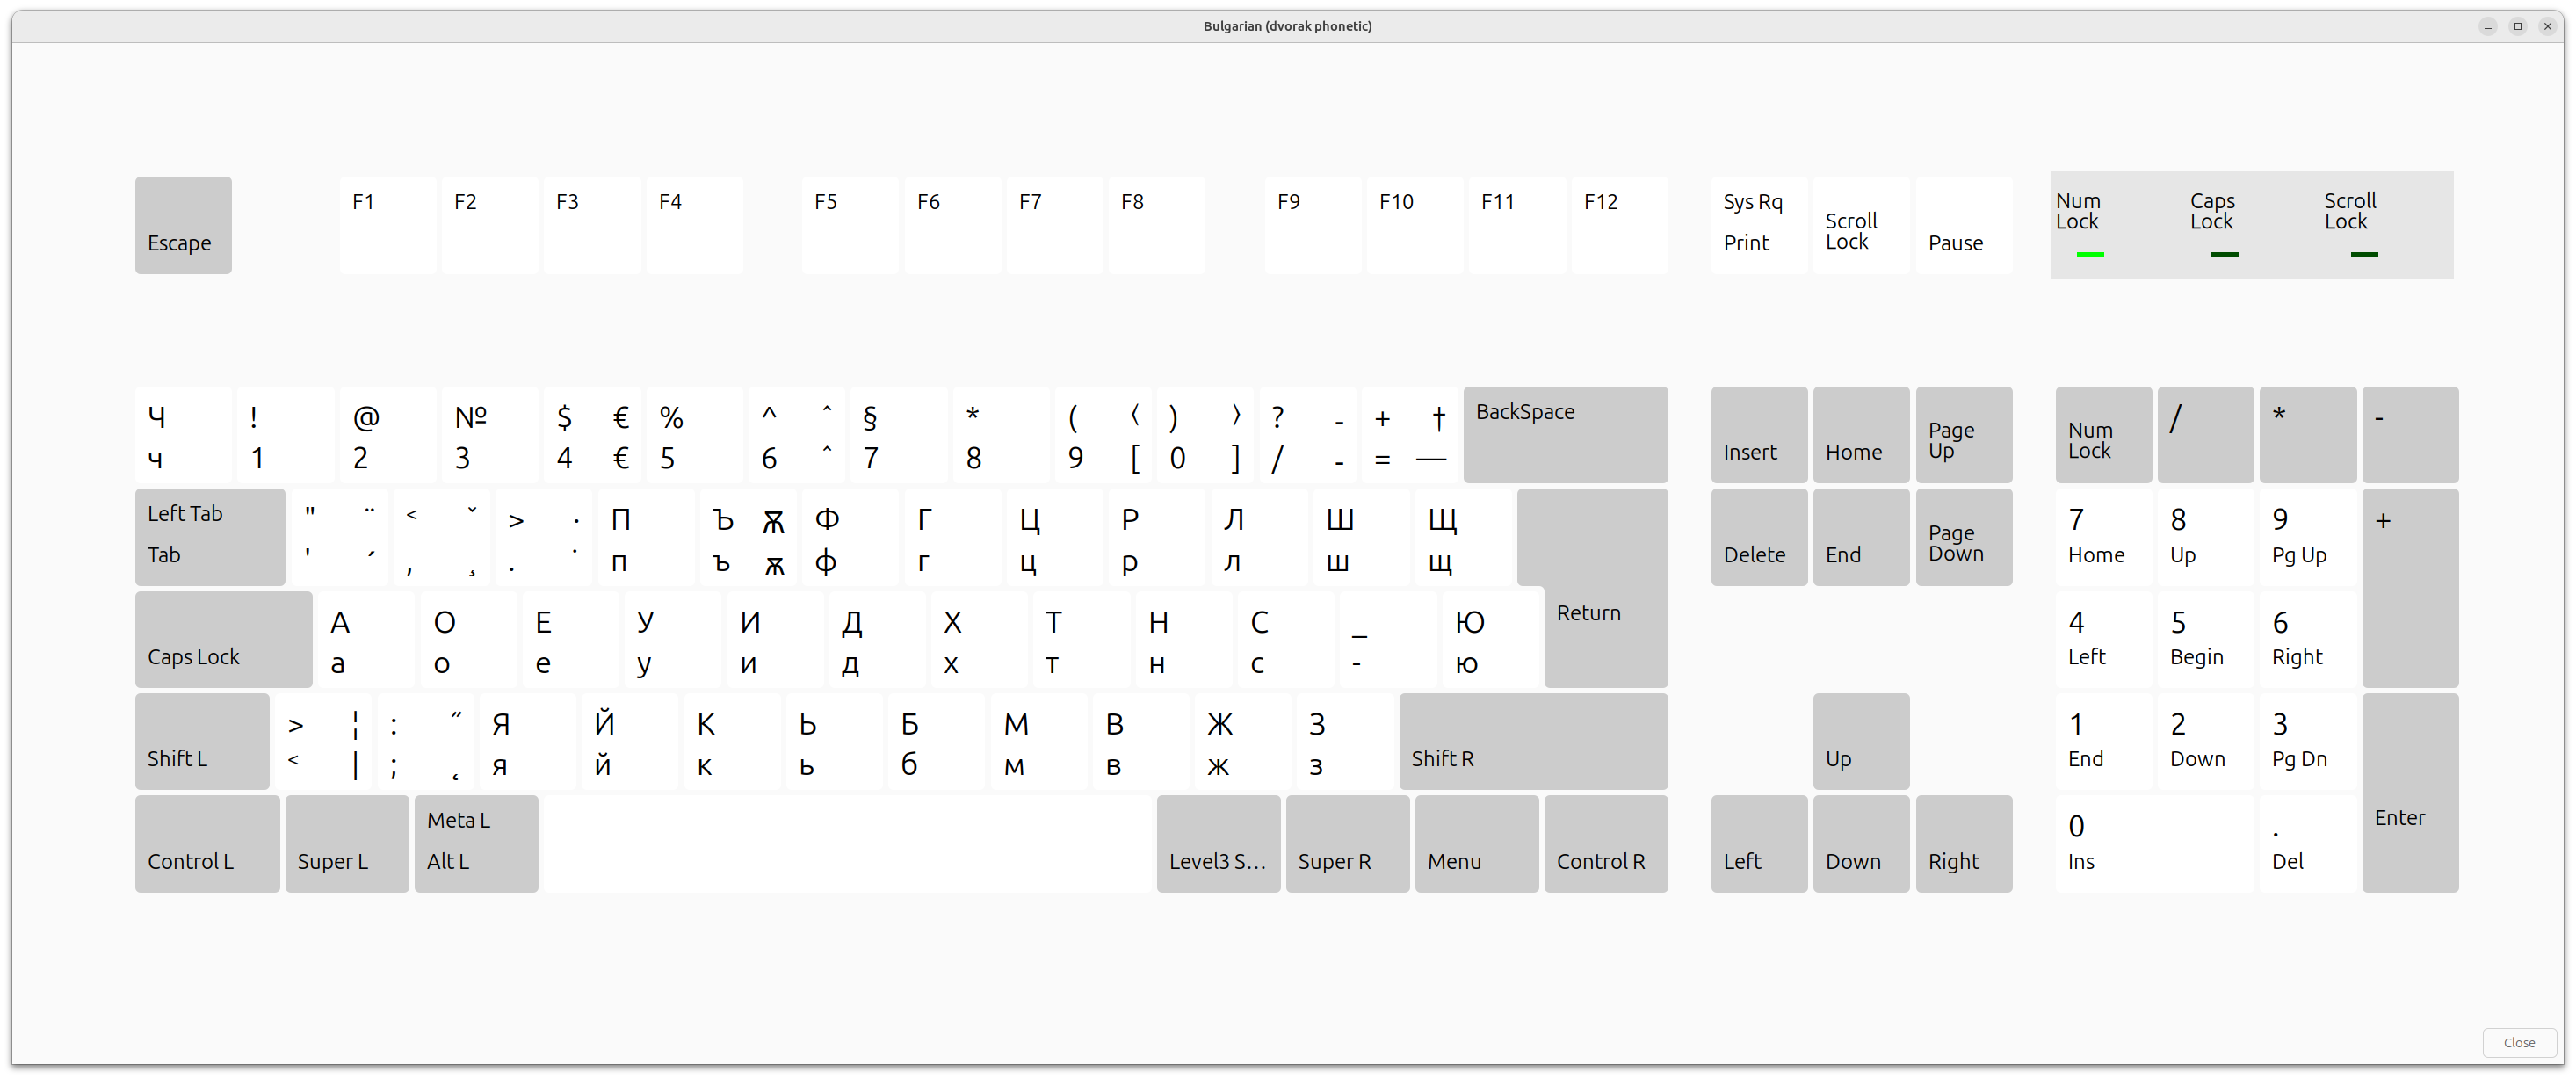 Bulgarian (dvorak phonetic)
Escape F1 F2 F3 F4 F5 F6 F7 F8 F9 F10 F11 F12 Sys Rq Print Scroll Lock Pause Num Lock Caps Lock Scroll Lock
Ч ! @ № $ € % ^ ˆ § * ( ⟨ ) ⟩ ? - + † BackSpace
ч 1 2 3 4 € 5 6 ˆ 7 8 9 [ 0 ] / - = —
Insert Home Page Up Num Lock / * -
Left Tab " ¨ < ˇ > · П Ъ Ѫ Ф Г Ц Р Л Ш Щ
Tab ' ´ , ¸ . ˙ п ъ ѫ ф г ц р л ш щ
Delete End Page Down 7 Home 8 Up 9 Pg Up +
А О Е У И Д Х Т Н С _ Ю Return
Caps Lock а о е у и д х т н с - ю
4 Left 5 Begin 6 Right
> ¦ : ˝ Я Й К Ь Б М В Ж З
Shift L < | ; ˛ я й к ь б м в ж з Shift R
Up 1 End 2 Down 3 Pg Dn Enter
Control L Super L Meta L Alt L Level3 S... Super R Menu Control R
Left Down Right 0 Ins . Del
Close